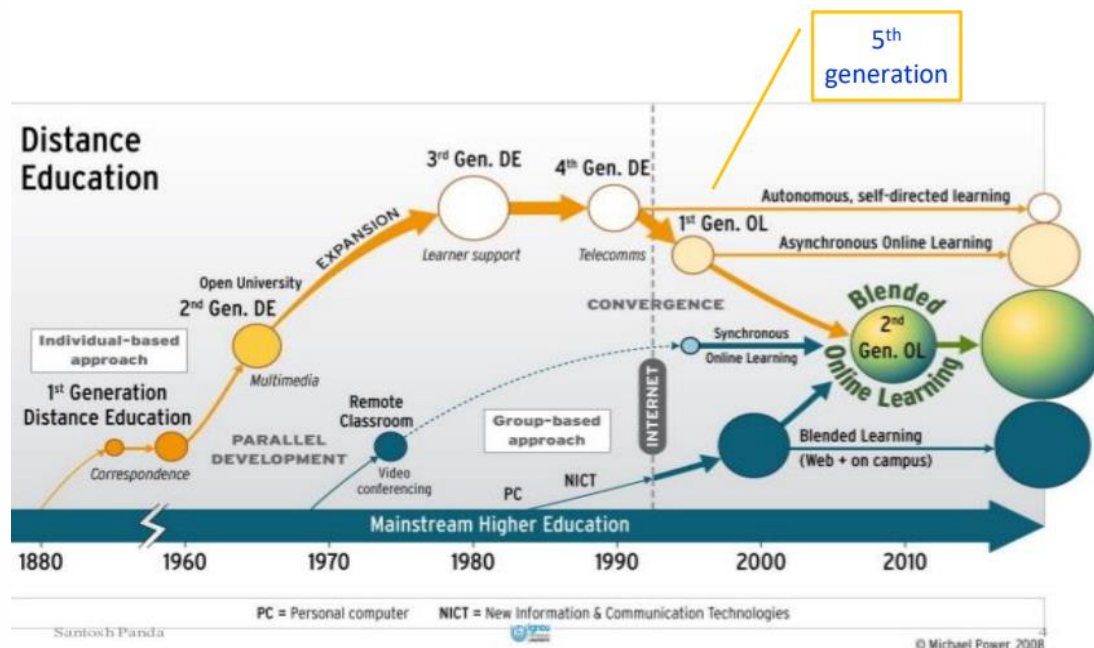 5th
generation
Distance
Education
3rd Gen. DE
4th Gen. DE
Autonomous, self-directed learning
1st Gen. OL
Asynchronous Online Learning
EXPANSION
Learner support
Telecomms
Open University
2nd Gen. DE
CONVERGENCE
Blended
2nd
Gen. OL
Online Learning
Individual-based
approach
Multimedia
Synchronous
Online Learning
1st Generation
Distance Education
Remote
Classroom
Group-based
approach
INTERNET
PARALLEL
DEVELOPMENT
Correspondence
Video
conferencing
Blended Learning
(Web + on campus)
NICT
PC
Mainstream Higher Education
1880
1960
1970
1980
1990
2000
2010
PC = Personal computer
NICT = New Information & Communication Technologies
Santosh Panda
ignou
4
© Michael Power, 2008